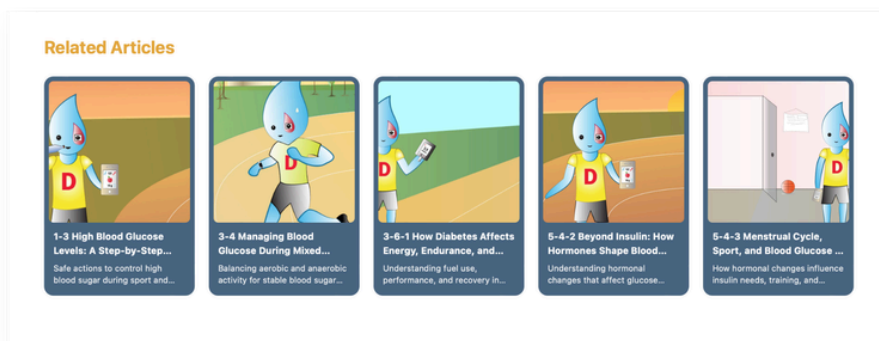 Related Articles
D
1-3 High Blood Glucose
Levels: A Step-by-Step...
Safe actions to control high
blood sugar during sport and...
D
3-4 Managing Blood
Glucose During Mixed...
Balancing aerobic and anaerobic
activity for stable blood sugar...
D
3-6-1 How Diabetes Affects
Energy, Endurance, and...
Understanding fuel use,
performance, and recovery in...
D
5-4-2 Beyond Insulin: How
Hormones Shape Blood...
Understanding hormonal
changes that affect glucose...
D
5-4-3 Menstrual Cycle,
Sport, and Blood Glucose ...
How hormonal changes influence
insulin needs, training, and...